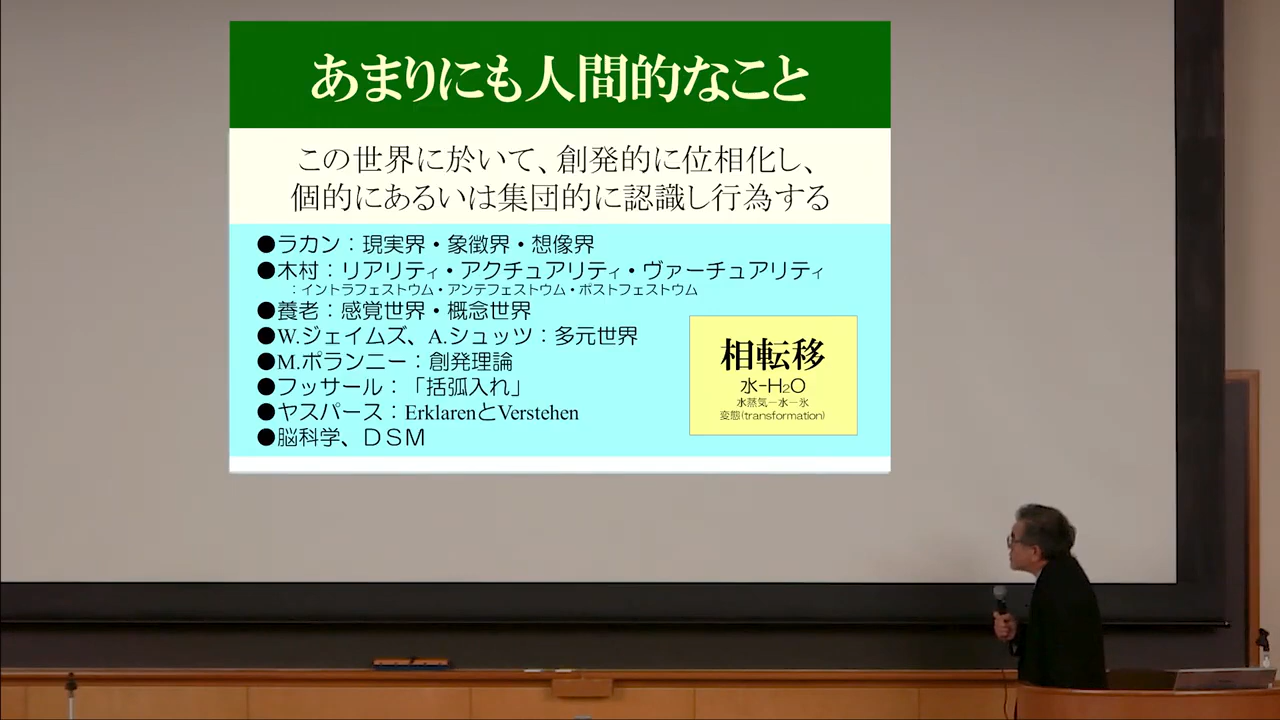 あまりにも人間的なこと
この世界に於いて、創発的に位相化し、
個的にあるいは集団的に認識し行為する
●ラカン：現実界・象徴界・想像界
●木村：リアリティ・アクチュアリティ・ヴァーチュアリティ
：イントラフェストウム・アンテフェストウム・ポストフェストウム
●養老：感覚世界・概念世界
●W.ジェイムズ、A.シュッツ：多元世界
●M.ポランニー：創発理論
●フッサール：「括弧入れ」
●ヤスパース：ErklarenとVerstehen
●脳科学、ＤＳＭ
相転移
水-H₂O
水蒸気－水－氷
変態(transformation)